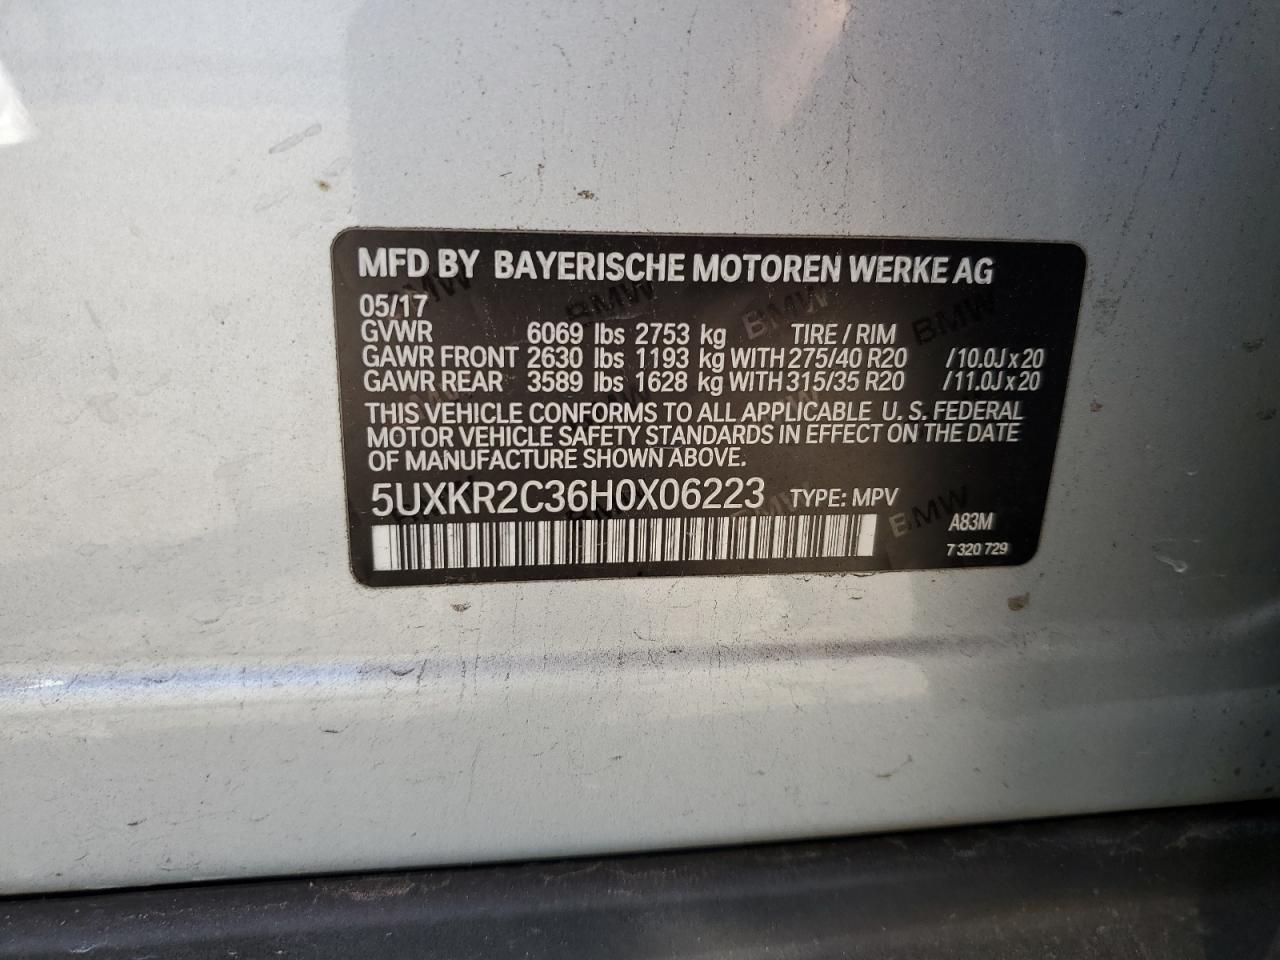 MFD BY BAYERISCHE MOTOREN WERKE AG
05/17
GVWR 6069 lbs 2753 kg TIRE / RIM
GAWR FRONT 2630 lbs 1193 kg WITH 275/40 R20 /10.0J x 20
GAWR REAR 3589 lbs 1628 kg WITH 315/35 R20 /11.0J x 20
THIS VEHICLE CONFORMS TO ALL APPLICABLE U. S. FEDERAL
MOTOR VEHICLE SAFETY STANDARDS IN EFFECT ON THE DATE
OF MANUFACTURE SHOWN ABOVE.
5UXKR2C36H0X06223 TYPE: MPV
A83M
7 320 729